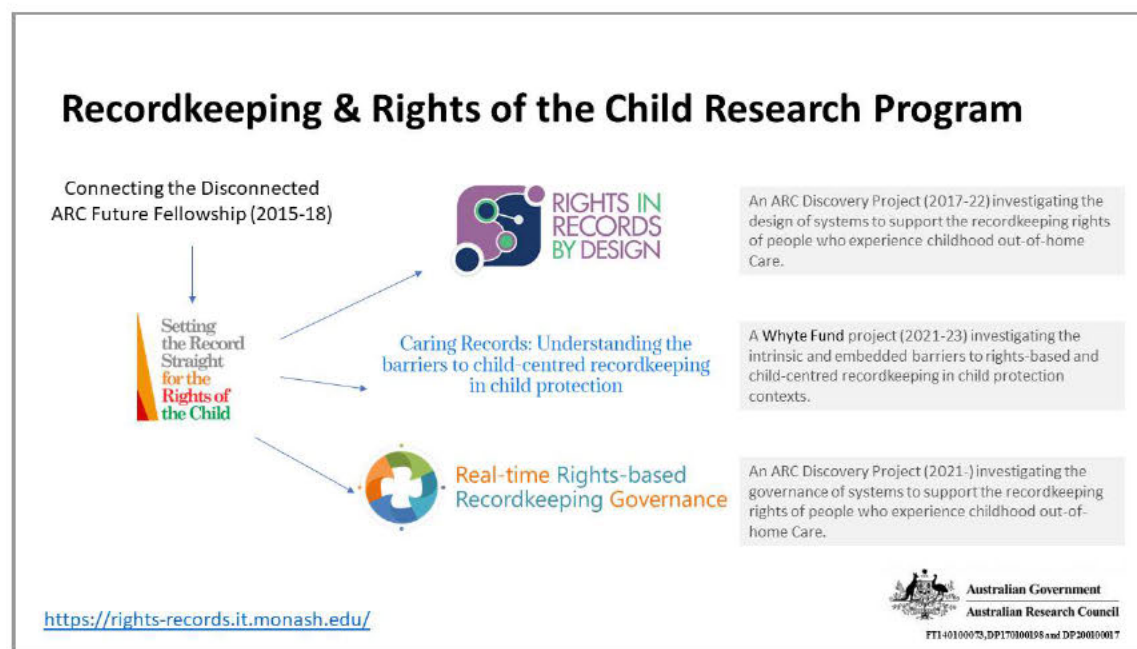 Recordkeeping & Rights of the Child Research Program
Connecting the Disconnected
ARC Future Fellowship (2015-18)
Setting
the Record
Straight
for the
Rights of
the Child
RIGHTS IN
RECORDS
BY DESIGN
An ARC Discovery Project (2017-22) investigating the
design of systems to support the recordkeeping rights
of people who experience childhood out-of-home
Care.
Caring Records: Understanding the
barriers to child-centred recordkeeping
in child protection
A Whyte Fund project (2021-23) investigating the
intrinsic and embedded barriers to rights-based and
child-centred recordkeeping in child protection
contexts.
Real-time Rights-based
Recordkeeping Governance
An ARC Discovery Project (2021-) investigating the
governance of systems to support the recordkeeping
rights of people who experience childhood out-of-
home Care.
https://rights-records.it.monash.edu/
Australian Government
Australian Research Council
FT140100073,DP170100198 and DP200100017